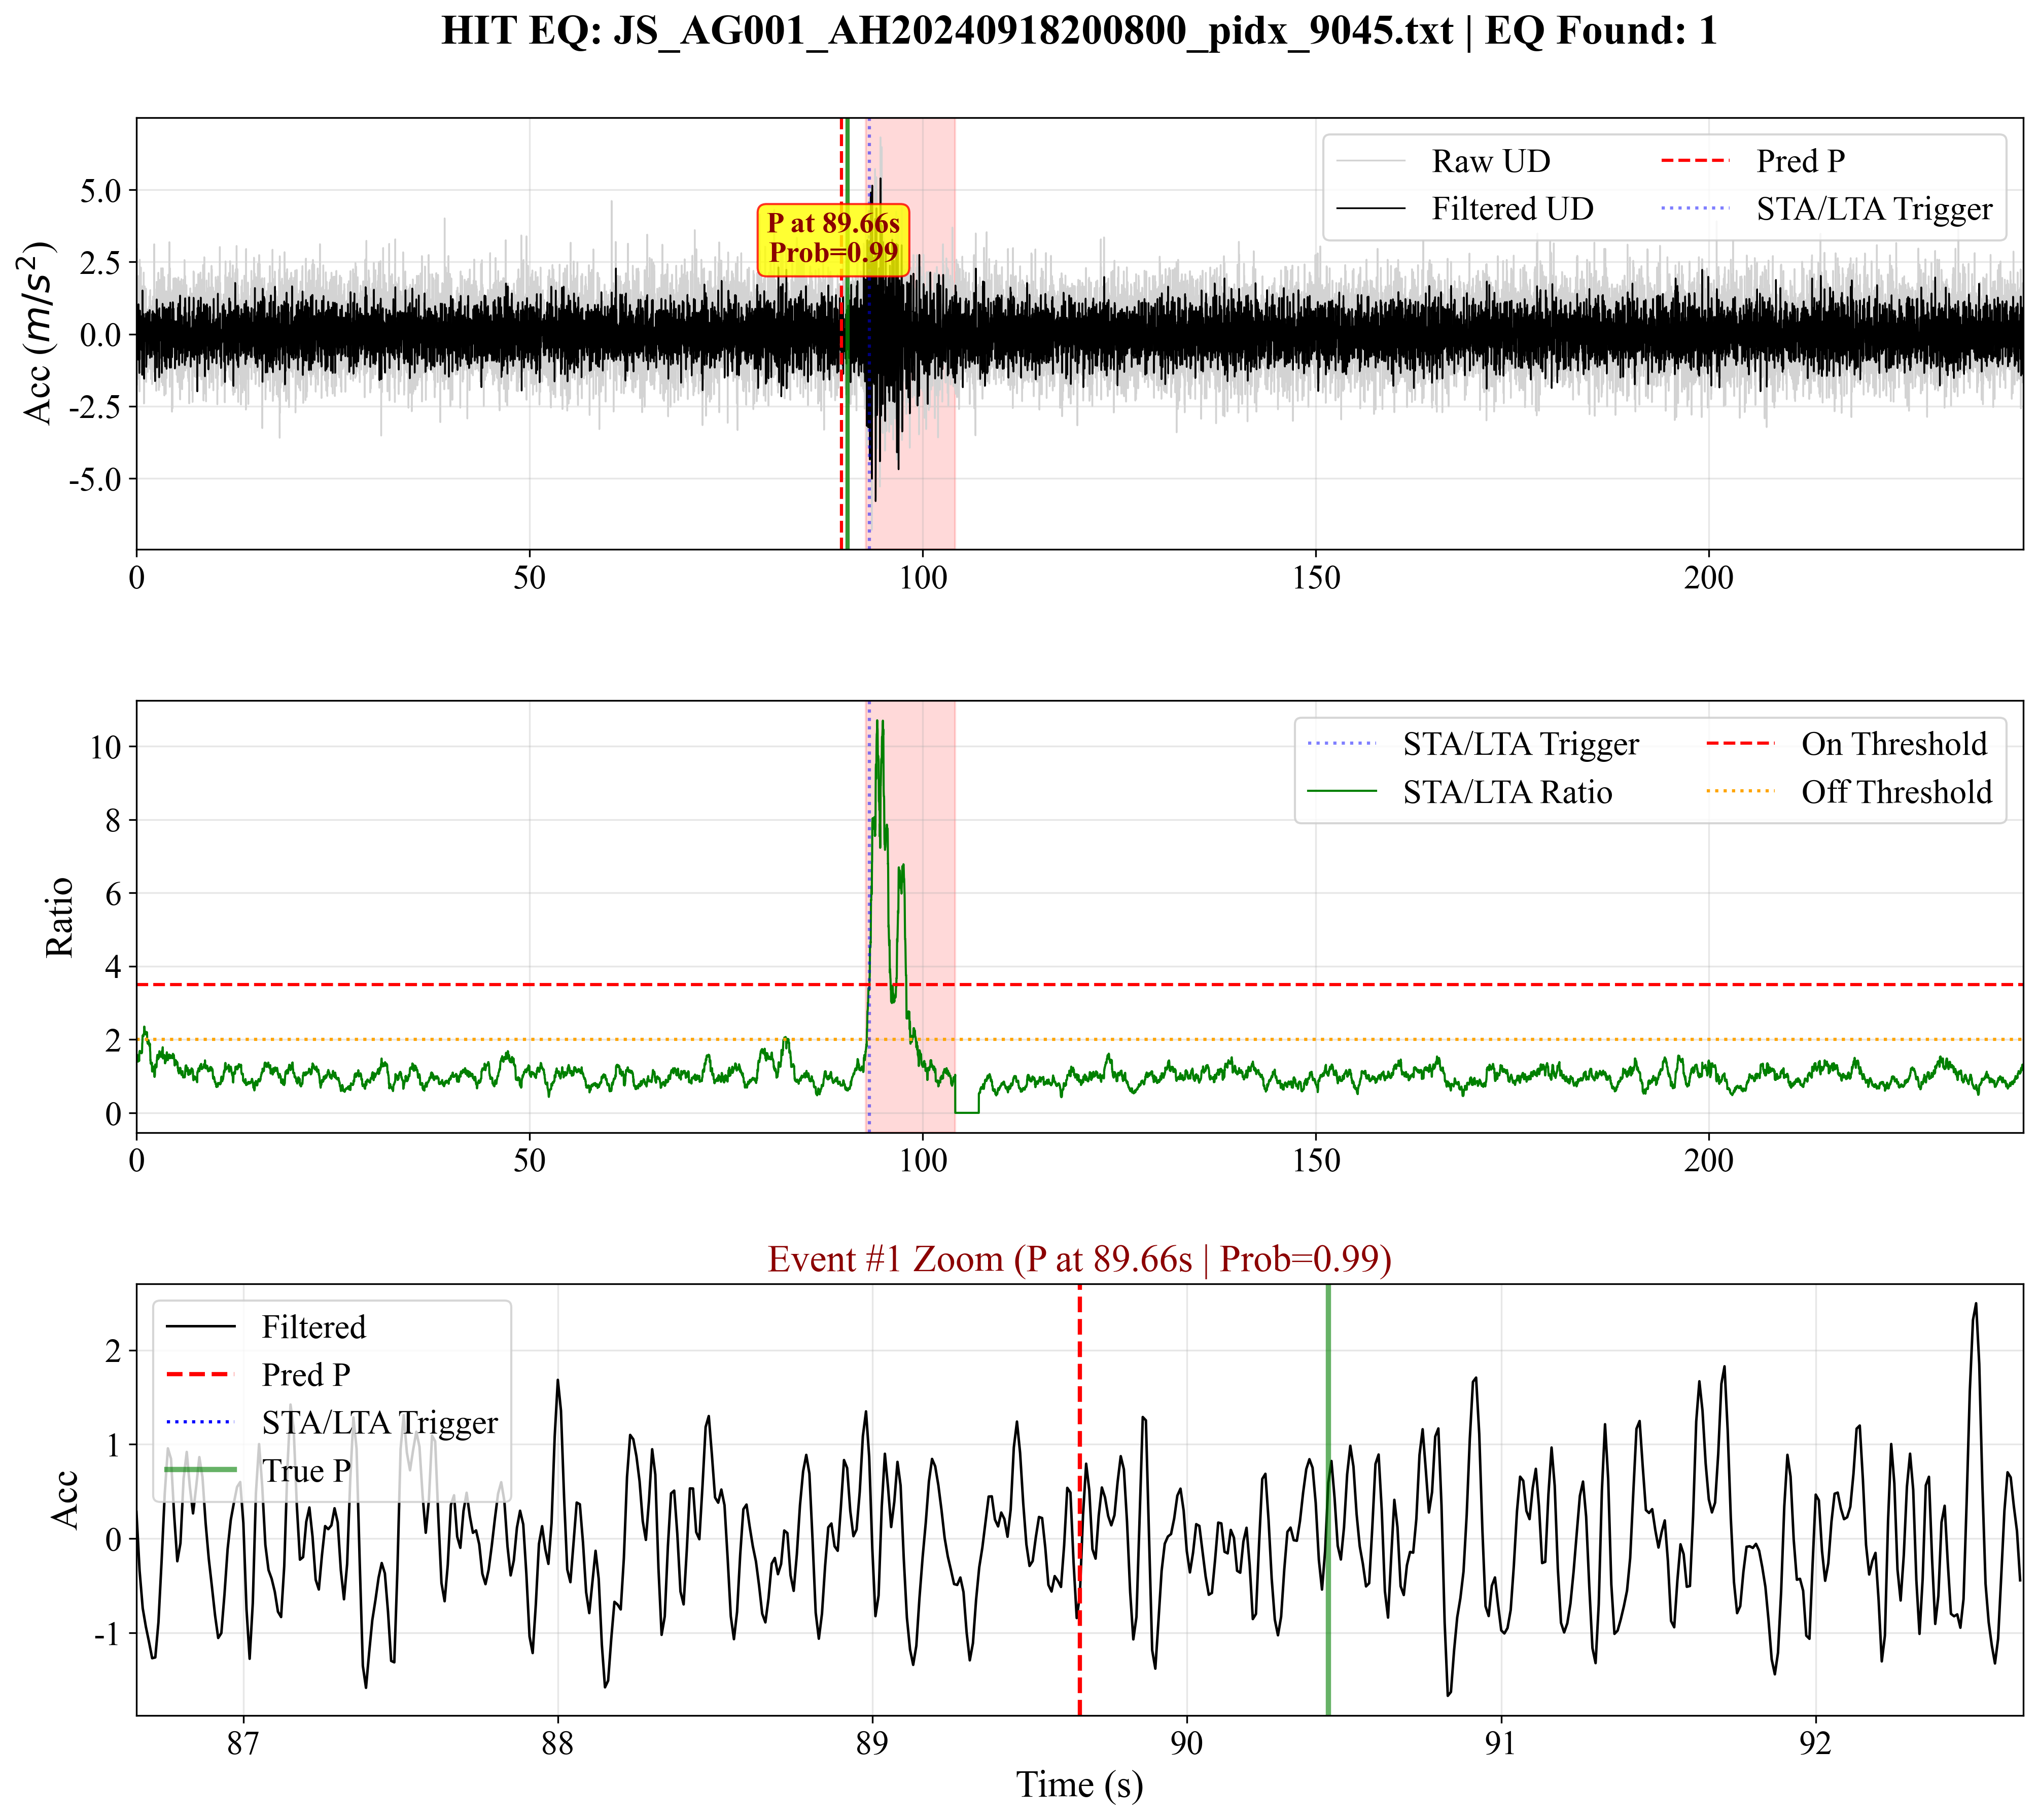 HIT EQ: JS_AG001_AH20240918200800_pidx_9045.txt | EQ Found: 1
Acc (m/s²)
5.0
2.5
0.0
-2.5
-5.0
P at 89.66s
Prob=0.99
Raw UD
Filtered UD
Pred P
STA/LTA Trigger
0 50 100 150 200
Ratio
10
8
6
4
2
0
STA/LTA Trigger
STA/LTA Ratio
On Threshold
Off Threshold
0 50 100 150 200
Event #1 Zoom (P at 89.66s | Prob=0.99)
Acc
2
1
0
-1
Filtered
Pred P
STA/LTA Trigger
True P
87 88 89 90 91 92
Time (s)